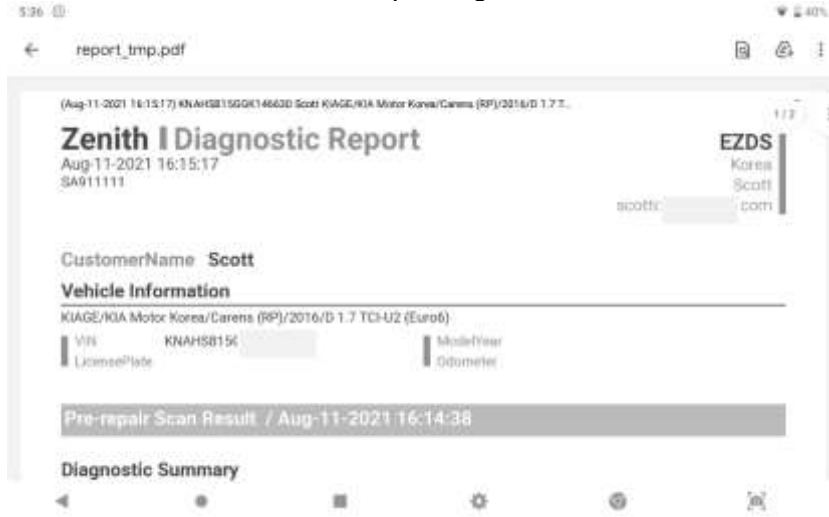 5:36
40%
report_tmp.pdf
(Aug-11-2021 16:15:17) KNAHS815GGK146630 Scott KIAGE/KIA Motor Korea/Carens (RP)/2016/D 1.7 T..
1/2
Zenith | Diagnostic Report
EZDS
Aug-11-2021 16:15:17
Korea
SA911111
Scott
scott com
CustomerName Scott
Vehicle Information
KIAGE/KIA Motor Korea/Carens (RP)/2016/D 1.7 TCI-U2 (Euro6)
VIN KNAHS815 ModelYear
LicensePlate Odometer
Pre-repair Scan Result / Aug-11-2021 16:14:38
Diagnostic Summary